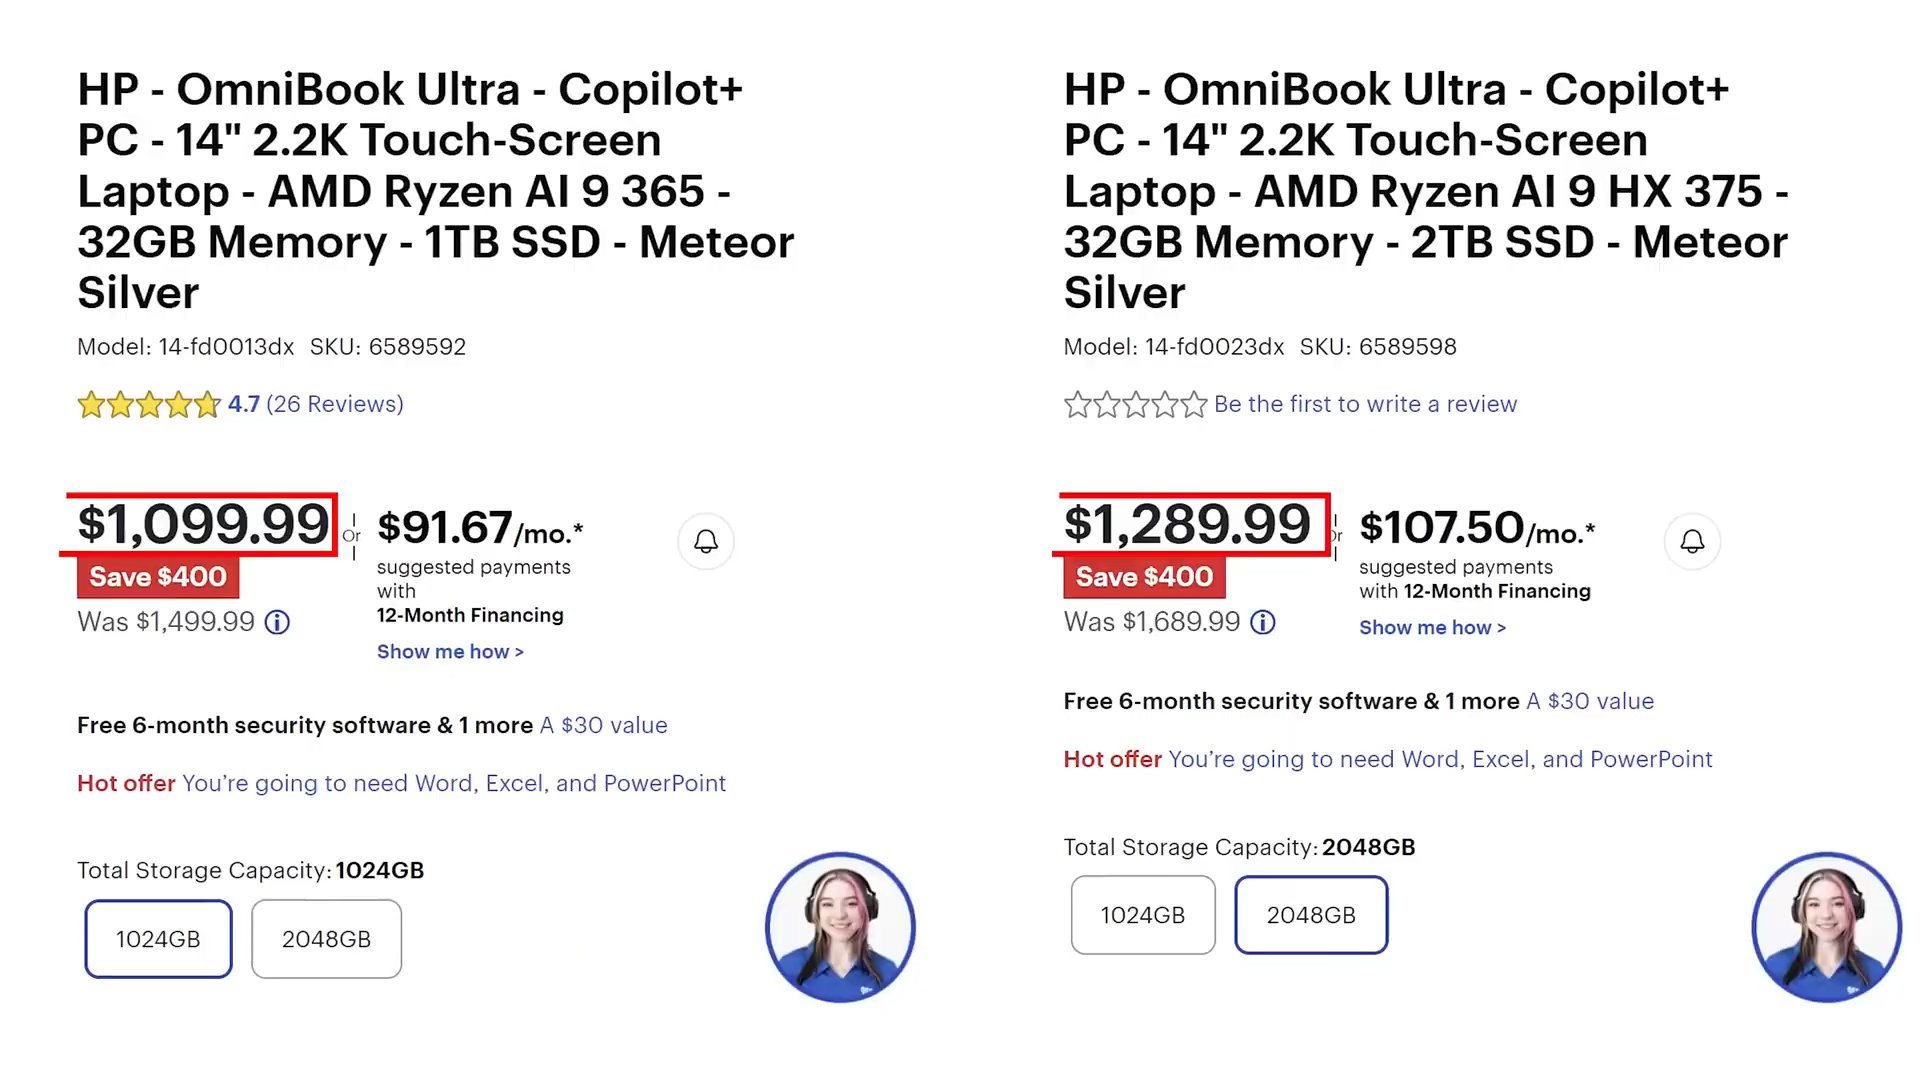 HP - OmniBook Ultra - Copilot+
PC - 14" 2.2K Touch-Screen
Laptop - AMD Ryzen AI 9 365 -
32GB Memory - 1TB SSD - Meteor
Silver
Model: 14-fd0013dx SKU: 6589592
4.7 (26 Reviews)
$1,099.99
Or
$91.67/mo.*
Save $400
suggested payments
with
12-Month Financing
Was $1,499.99
Show me how >
Free 6-month security software & 1 more A $30 value
Hot offer You’re going to need Word, Excel, and PowerPoint
Total Storage Capacity: 1024GB
1024GB
2048GB
HP - OmniBook Ultra - Copilot+
PC - 14" 2.2K Touch-Screen
Laptop - AMD Ryzen AI 9 HX 375 -
32GB Memory - 2TB SSD - Meteor
Silver
Model: 14-fd0023dx SKU: 6589598
Be the first to write a review
$1,289.99
Or
$107.50/mo.*
Save $400
suggested payments
with 12-Month Financing
Was $1,689.99
Show me how >
Free 6-month security software & 1 more A $30 value
Hot offer You’re going to need Word, Excel, and PowerPoint
Total Storage Capacity: 2048GB
1024GB
2048GB